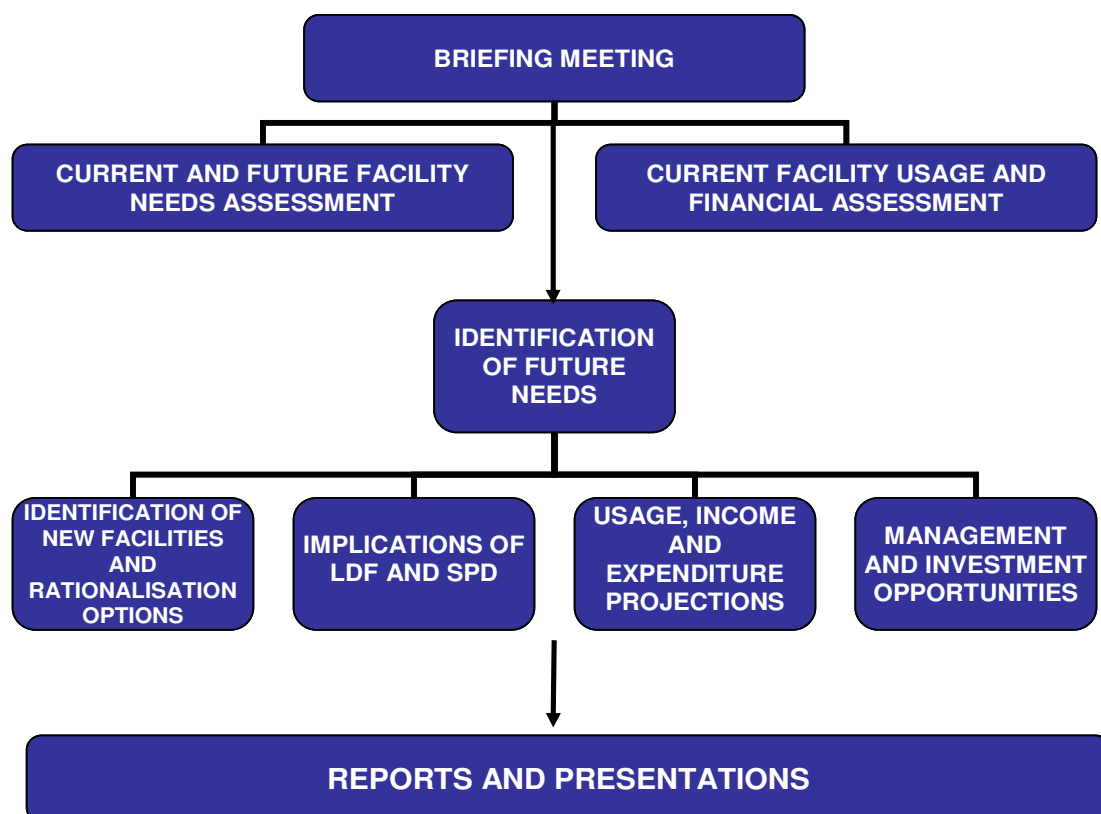 BRIEFING MEETING
CURRENT AND FUTURE FACILITY
NEEDS ASSESSMENT
CURRENT FACILITY USAGE AND
FINANCIAL ASSESSMENT
IDENTIFICATION
OF FUTURE
NEEDS
IDENTIFICATION OF
NEW FACILITIES
AND
RATIONALISATION
OPTIONS
IMPLICATIONS OF
LDF AND SPD
USAGE, INCOME
AND
EXPENDITURE
PROJECTIONS
MANAGEMENT
AND INVESTMENT
OPPORTUNITIES
REPORTS AND PRESENTATIONS